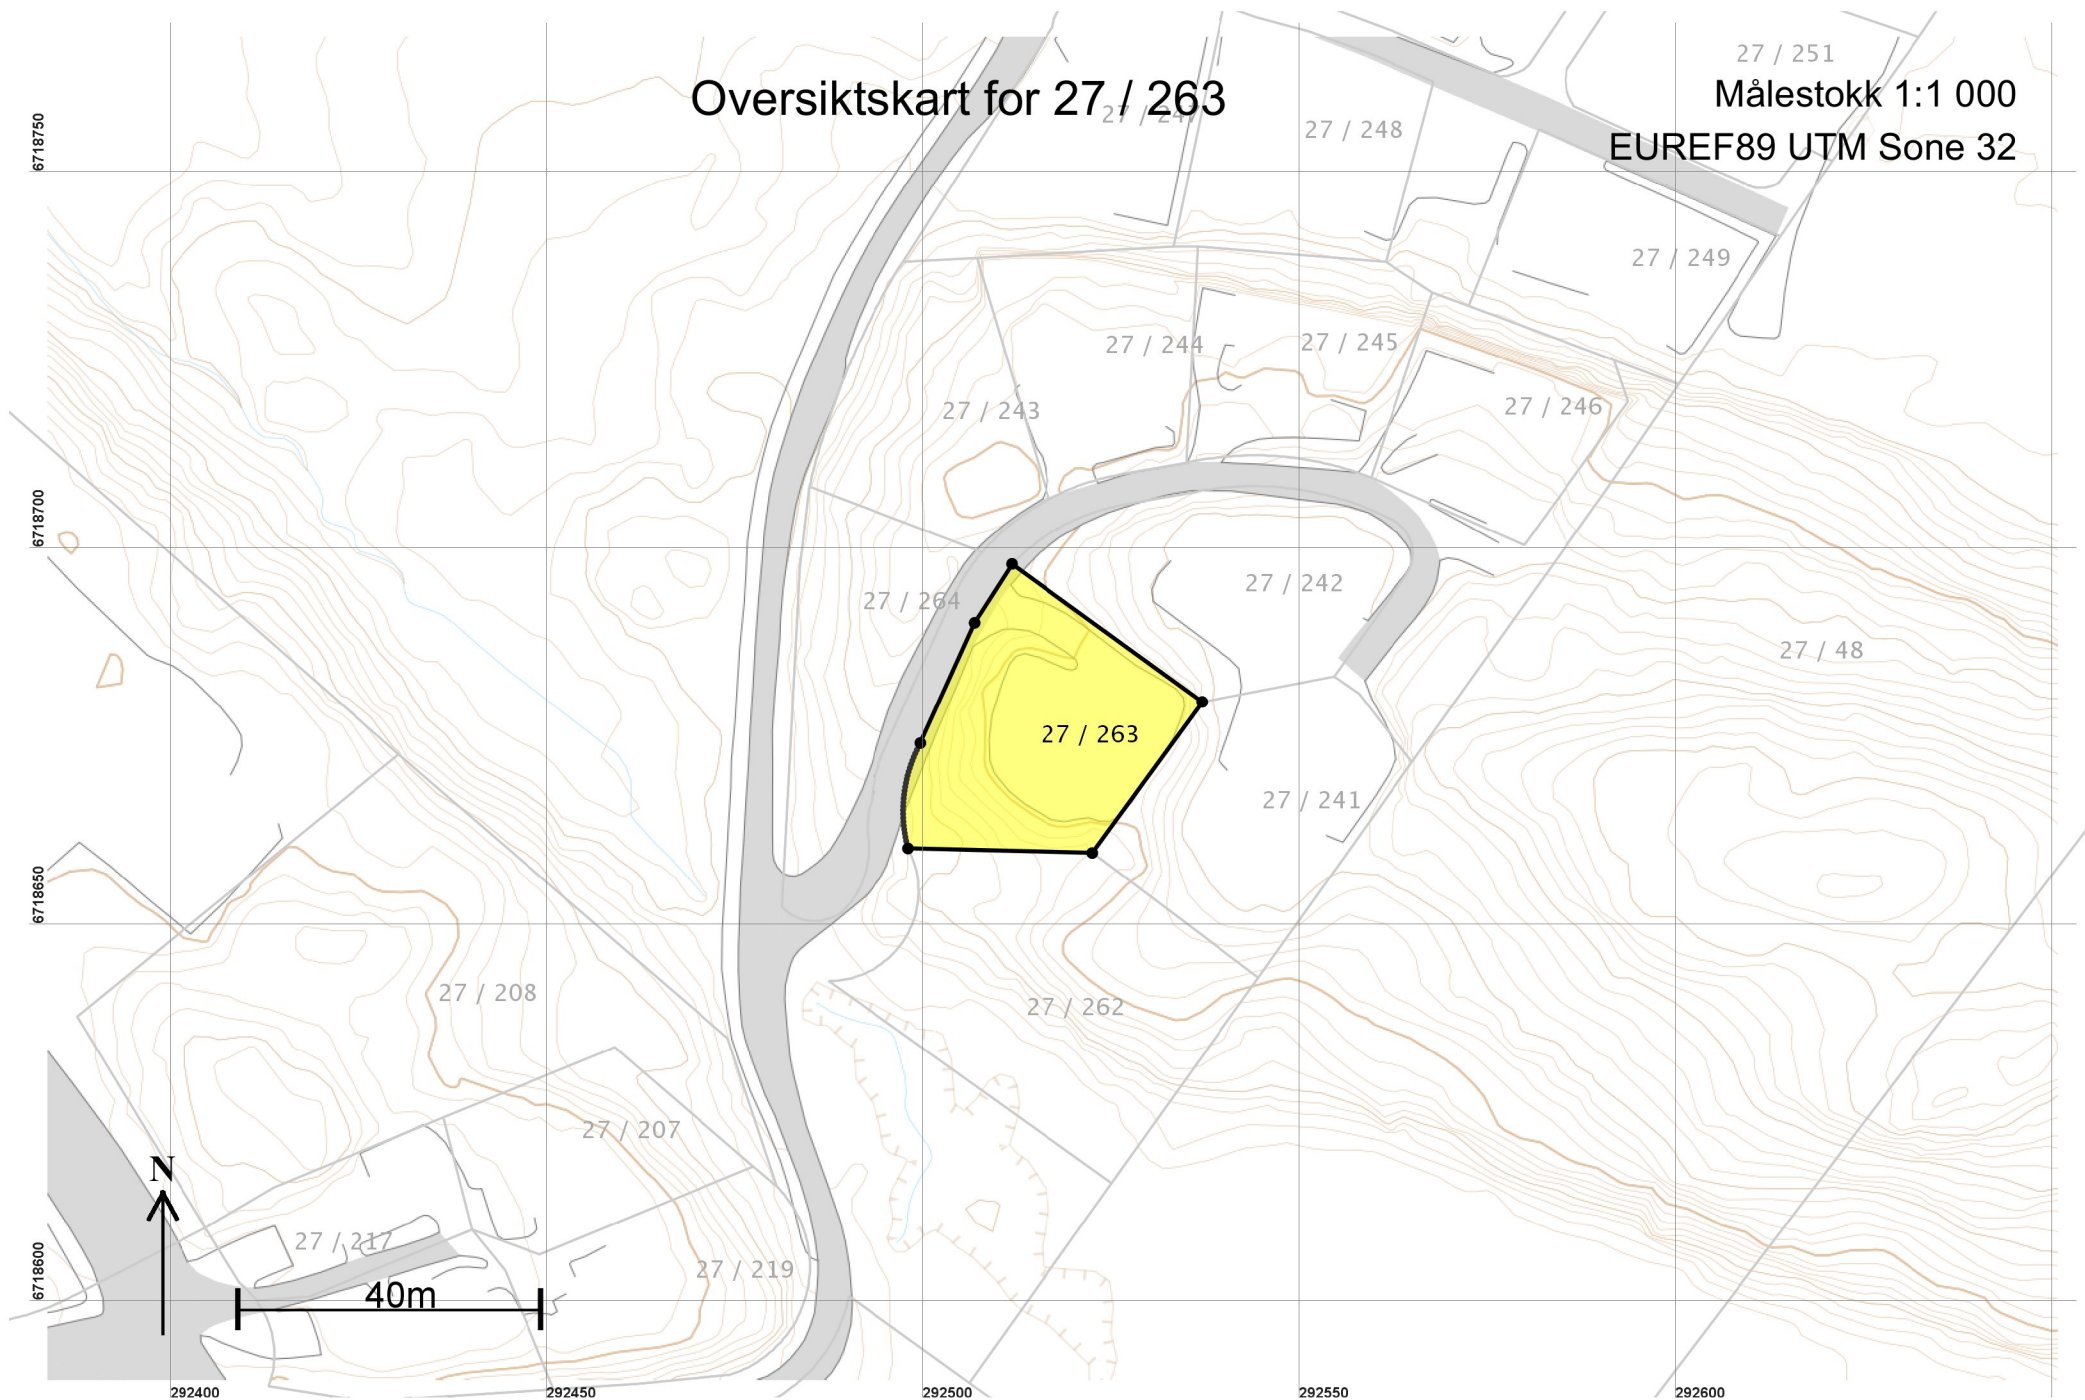 27 / 251
Oversiktskart for 27 / 263
Målestokk 1:1 000
27 / 247
27 / 248
EUREF89 UTM Sone 32
6718750
27 / 249
27 / 244
27 / 245
27 / 243
27 / 246
6718700
27 / 242
27 / 264
27 / 48
27 / 263
27 / 241
6718650
27 / 208
27 / 262
27 / 207
N
27 / 217
6718600
27 / 219
40m
292400
292450
292500
292550
292600